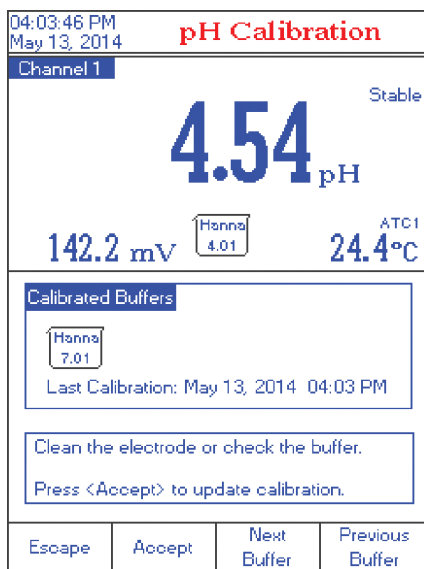 04:03:46 PM
May 13, 2014
pH Calibration
Channel 1
Stable
4.54 pH
142.2 mV
Hanna
4.01
ATC1
24.4°C
Calibrated Buffers
Hanna
7.01
Last Calibration: May 13, 2014 04:03 PM
Clean the electrode or check the buffer.
Press <Accept> to update calibration.
Escape
Accept
Next
Buffer
Previous
Buffer